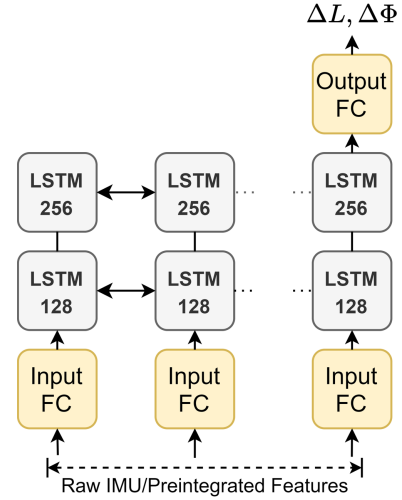 ΔL, ΔΦ
Output
FC
LSTM
256
LSTM
256
LSTM
256
LSTM
128
LSTM
128
LSTM
128
Input
FC
Input
FC
Input
FC
Raw IMU/Preintegrated Features